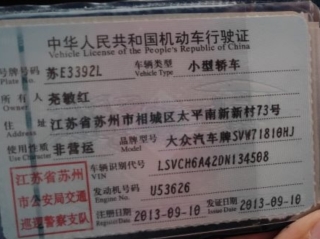 中华人民共和国机动车行驶证
Vehicle License of the People's Republic of China
号牌号码 苏E3392L 车辆类型 小型轿车
Plate No. Vehicle Type
所有人 亮敏红
Owner
住址 江苏省苏州市相城区太平南新新村73号
使用性质 非营运 品牌型号 大众汽车牌SVW71810HJ
Use Character Model
江苏省苏州 车辆识别代号 LSVCH6A42DN134508
VIN
市公安局交通 发动机号码 U53626
Engine No.
巡逻警察支队 注册日期 2013-09-10 发证日期 2013-09-10
Register Date Issue Date